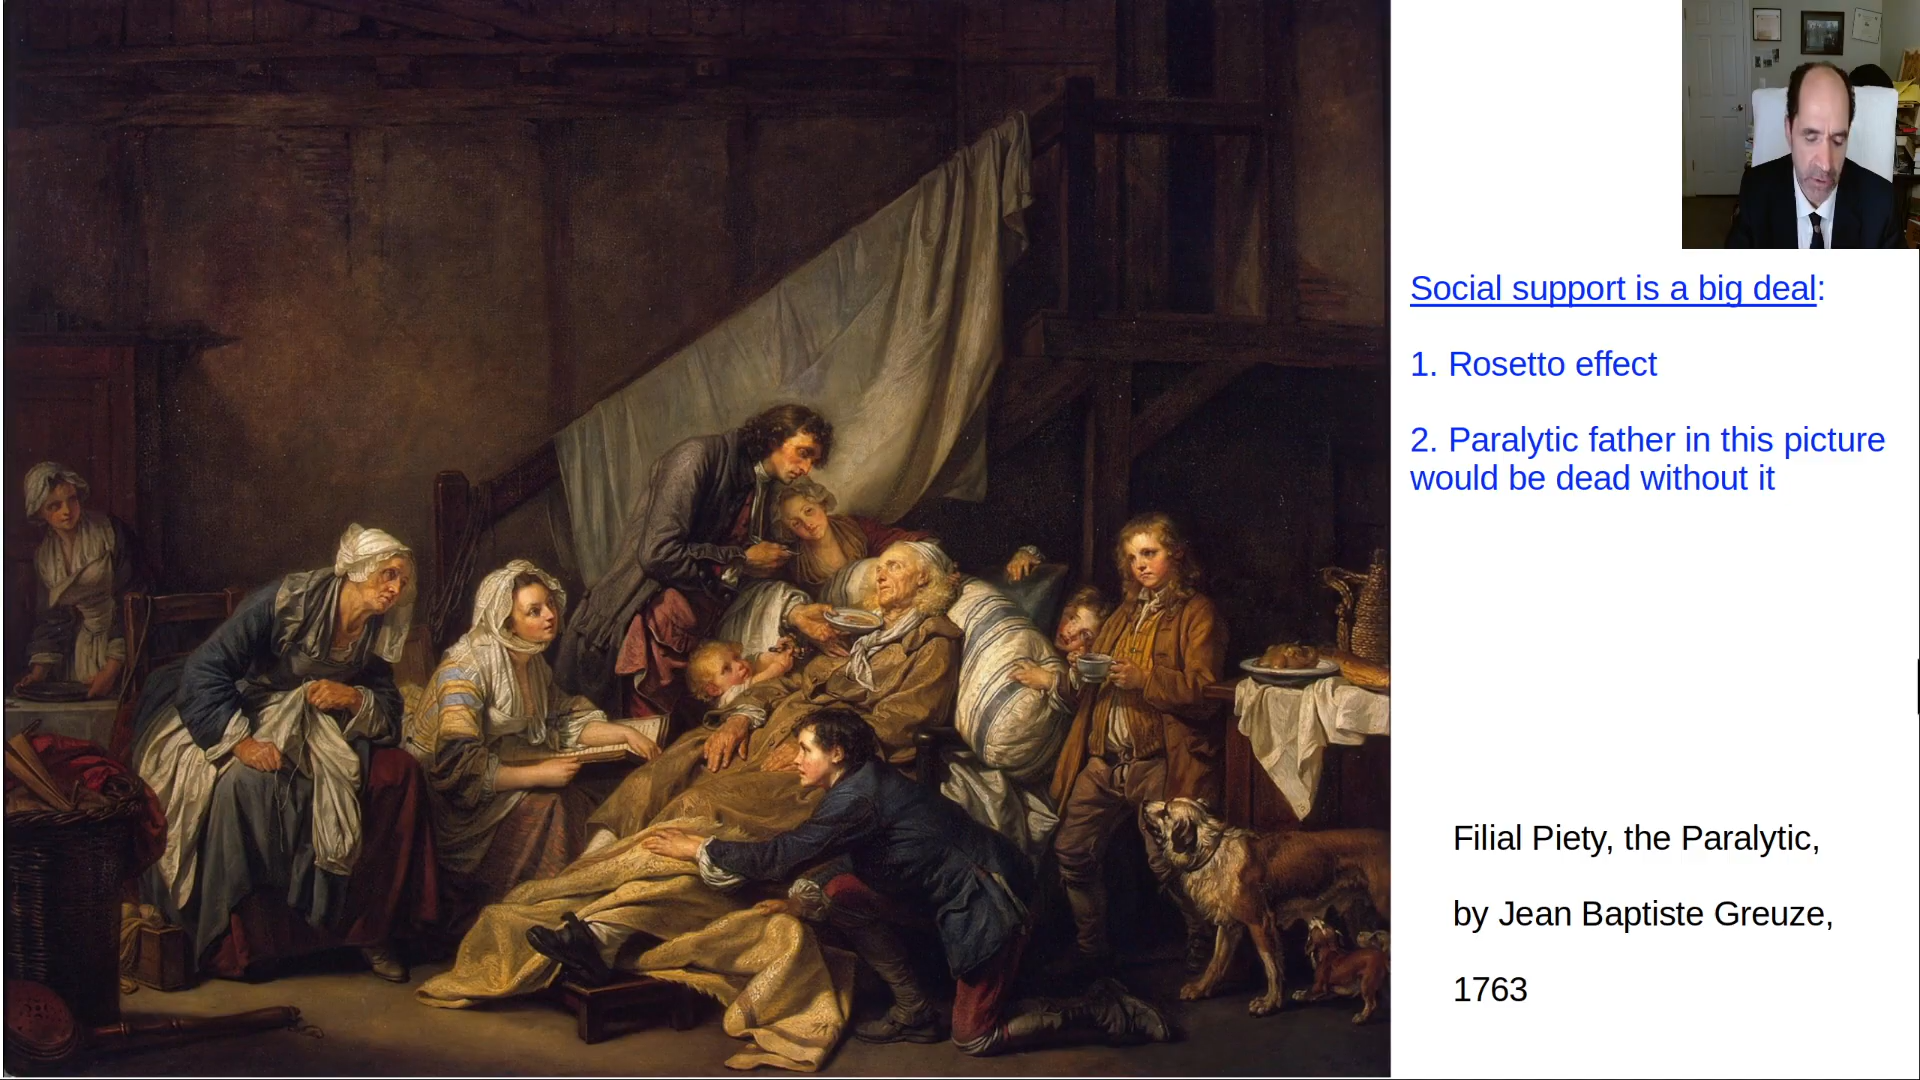 Social support is a big deal:
1. Rosetto effect
2. Paralytic father in this picture
would be dead without it
Filial Piety, the Paralytic,
by Jean Baptiste Greuze,
1763